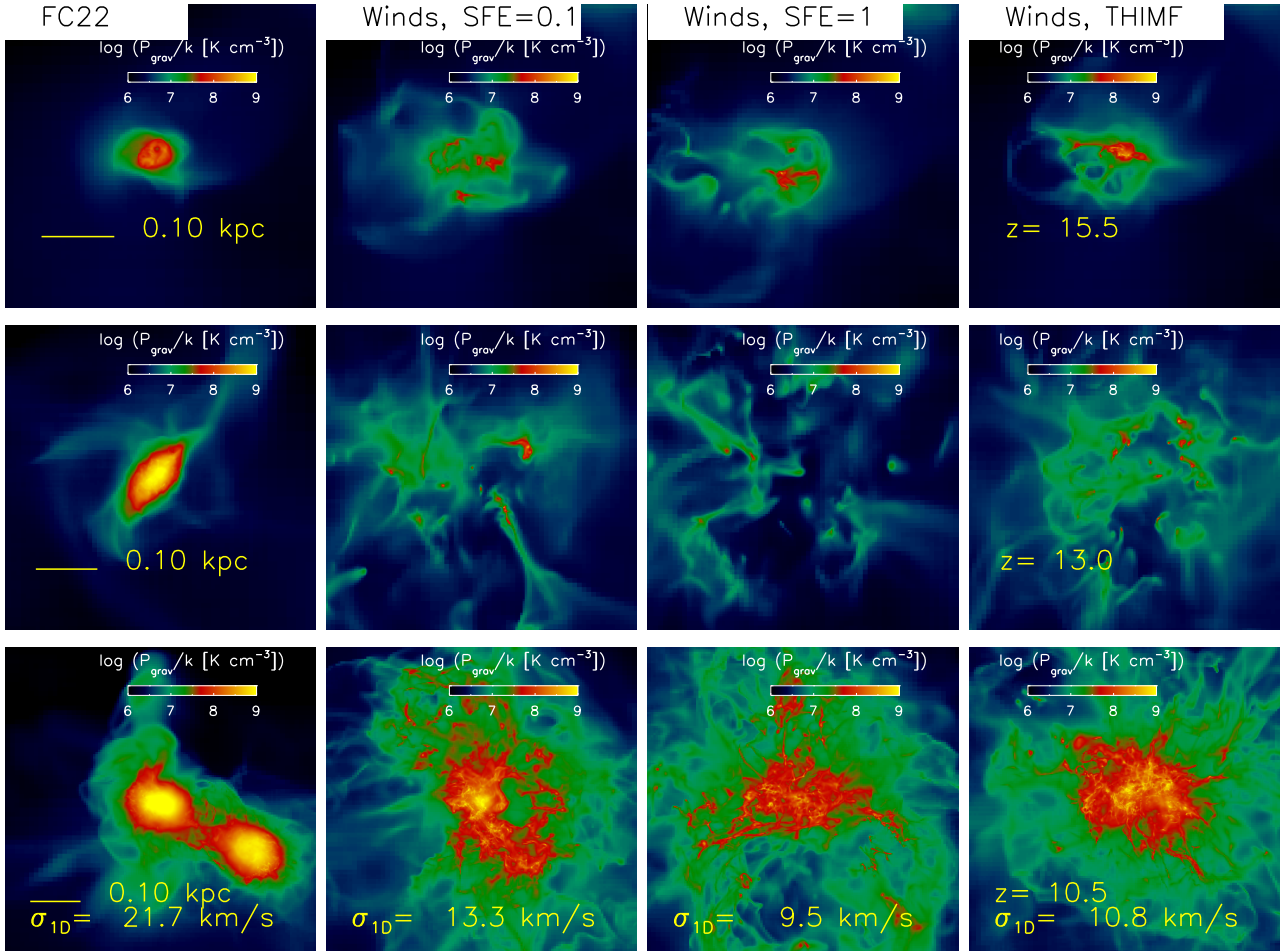 FC22
Winds, SFE=0.1
Winds, SFE=1
Winds, THIMF
log (P_grav/k [K cm⁻³])
6 7 8 9
log (P_grav/k [K cm⁻³])
6 7 8 9
log (P_grav/k [K cm⁻³])
6 7 8 9
log (P_grav/k [K cm⁻³])
6 7 8 9
0.10 kpc
z= 15.5
log (P_grav/k [K cm⁻³])
6 7 8 9
log (P_grav/k [K cm⁻³])
6 7 8 9
log (P_grav/k [K cm⁻³])
6 7 8 9
log (P_grav/k [K cm⁻³])
6 7 8 9
0.10 kpc
z= 13.0
log (P_grav/k [K cm⁻³])
6 7 8 9
log (P_grav/k [K cm⁻³])
6 7 8 9
log (P_grav/k [K cm⁻³])
6 7 8 9
log (P_grav/k [K cm⁻³])
6 7 8 9
0.10 kpc
σ_1D= 21.7 km/s
σ_1D= 13.3 km/s
σ_1D= 9.5 km/s
z= 10.5
σ_1D= 10.8 km/s